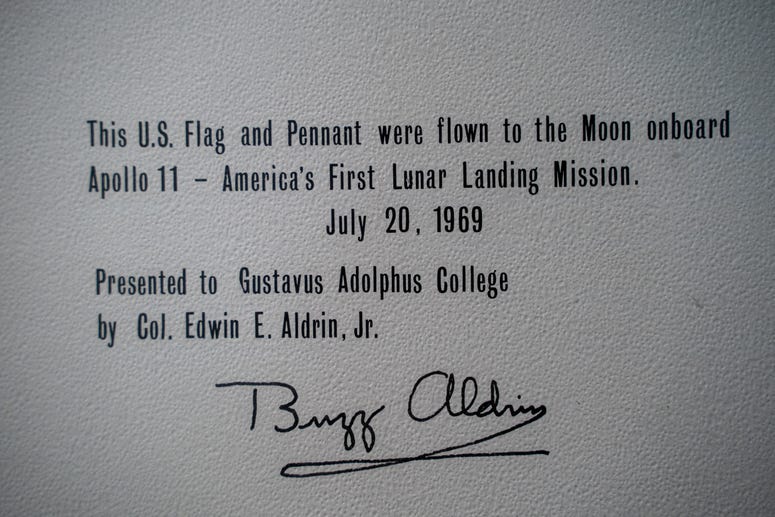 This U.S. Flag and Pennant were flown to the Moon onboard
Apollo 11 – America's First Lunar Landing Mission.
July 20, 1969
Presented to Gustavus Adolphus College
by Col. Edwin E. Aldrin, Jr.
Buzz Aldrin